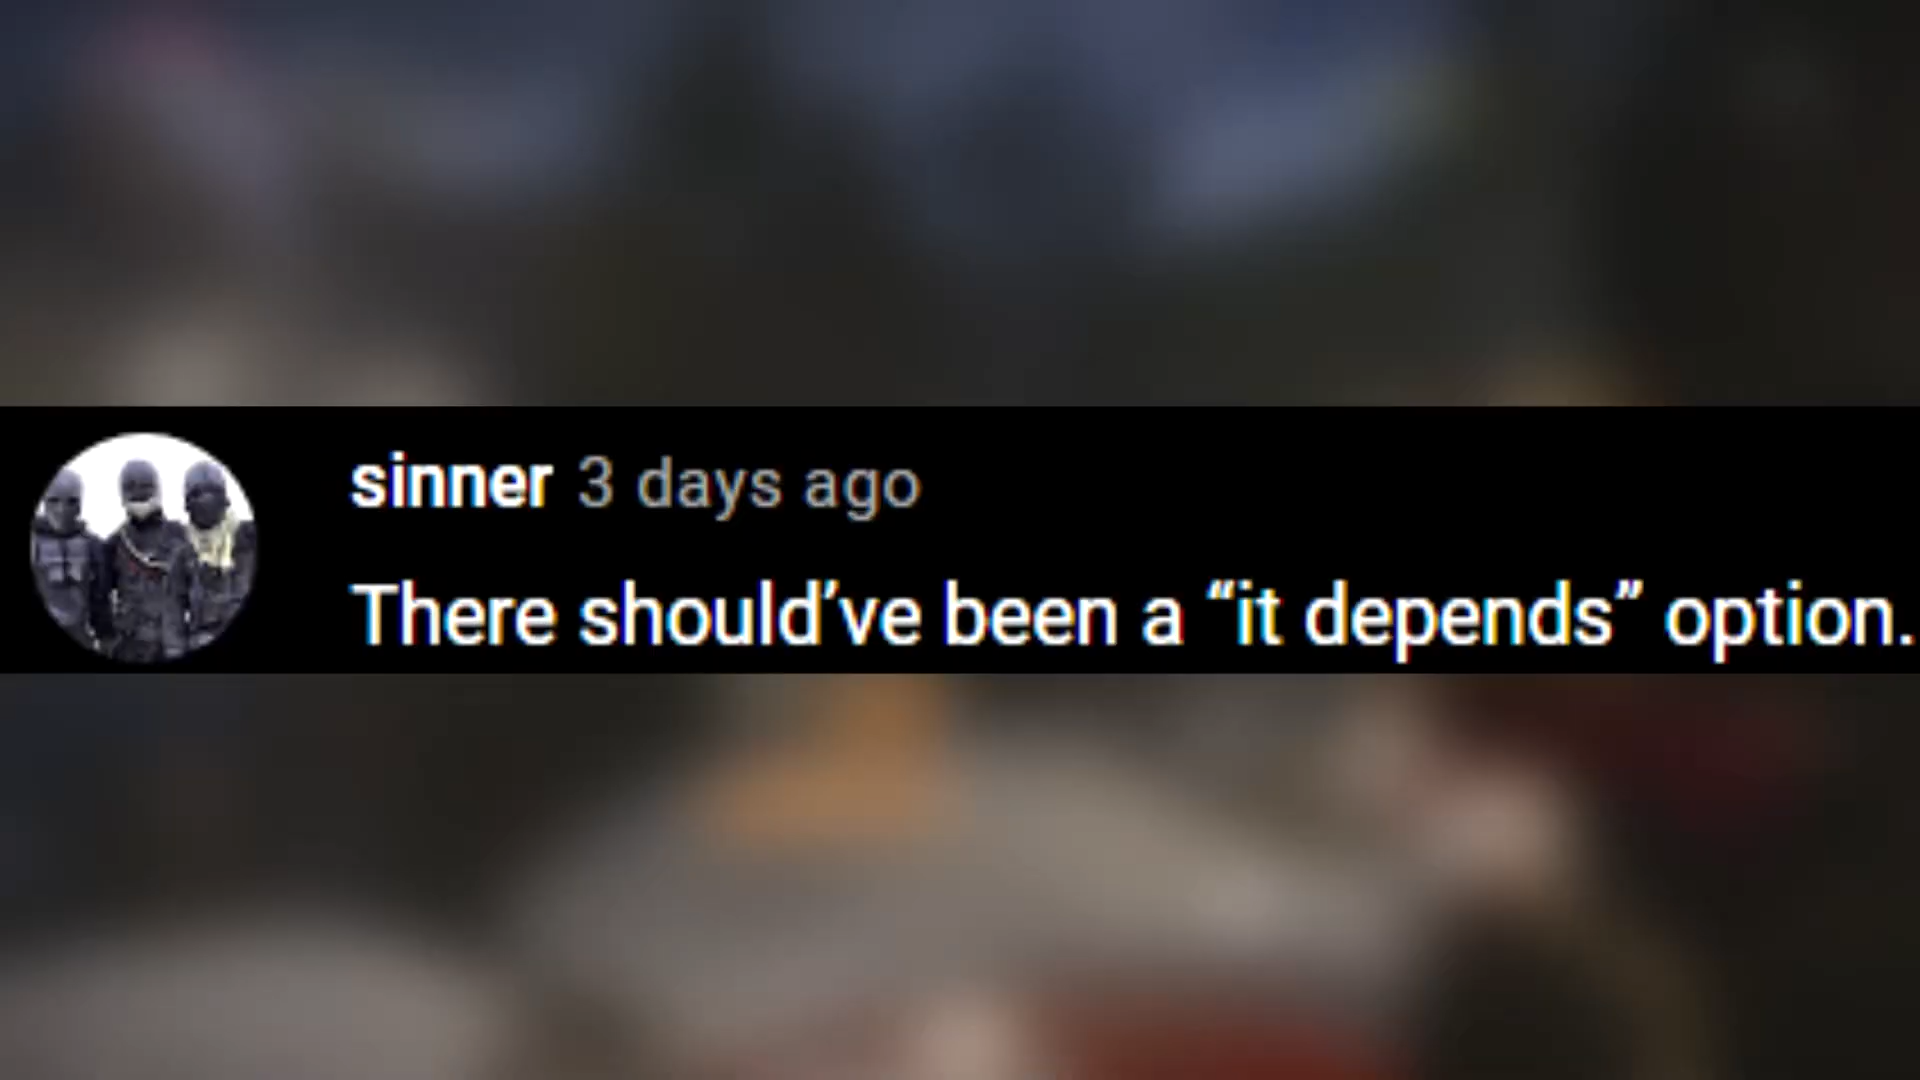 sinner 3 days ago
There should’ve been a “it depends” option.